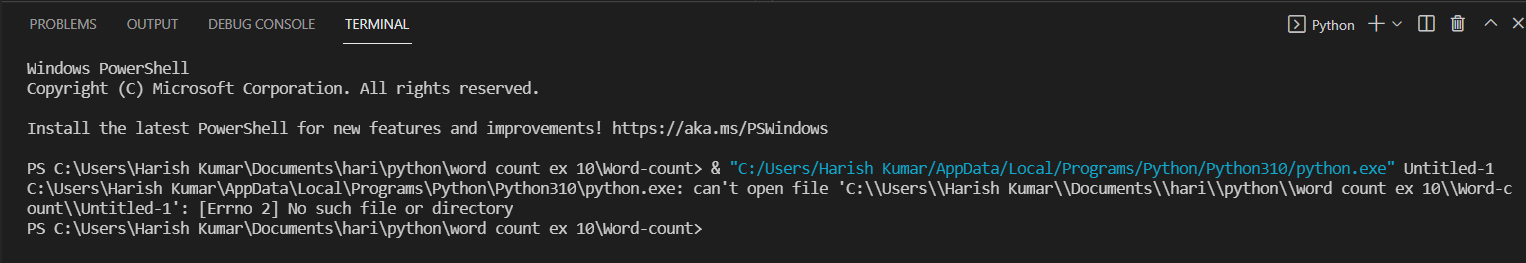 PROBLEMS OUTPUT DEBUG CONSOLE TERMINAL Python
Windows PowerShell
Copyright (C) Microsoft Corporation. All rights reserved.
Install the latest PowerShell for new features and improvements! https://aka.ms/PSWindows
PS C:\Users\Harish Kumar\Documents\hari\python\word count ex 10\Word-count> & "C:/Users/Harish Kumar/AppData/Local/Programs/Python/Python310/python.exe" Untitled-1
C:\Users\Harish Kumar\AppData\Local\Programs\Python\Python310\python.exe: can't open file 'C:\\Users\\Harish Kumar\\Documents\\hari\\python\\word count ex 10\\Word-c
ount\\Untitled-1': [Errno 2] No such file or directory
PS C:\Users\Harish Kumar\Documents\hari\python\word count ex 10\Word-count>